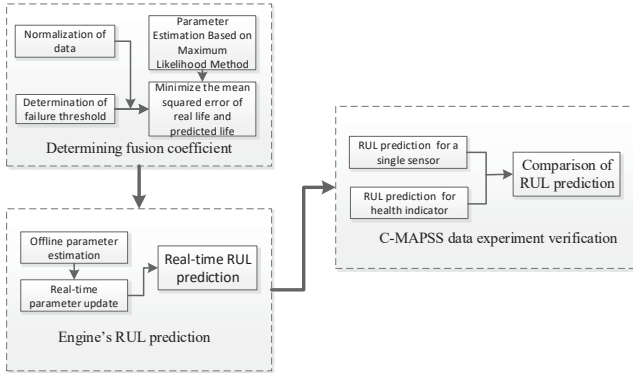 Normalization of
data
Parameter
Estimation Based on
Maximum
Likelihood Method
Determination of
failure threshold
Minimize the mean
squared error of
real life and
predicted life
Determining fusion coefficient
Offline parameter
estimation
Real-time
parameter update
Real-time RUL
prediction
Engine's RUL prediction
RUL prediction for a
single sensor
RUL prediction for
health indicator
Comparison of
RUL prediction
C-MAPSS data experiment verification